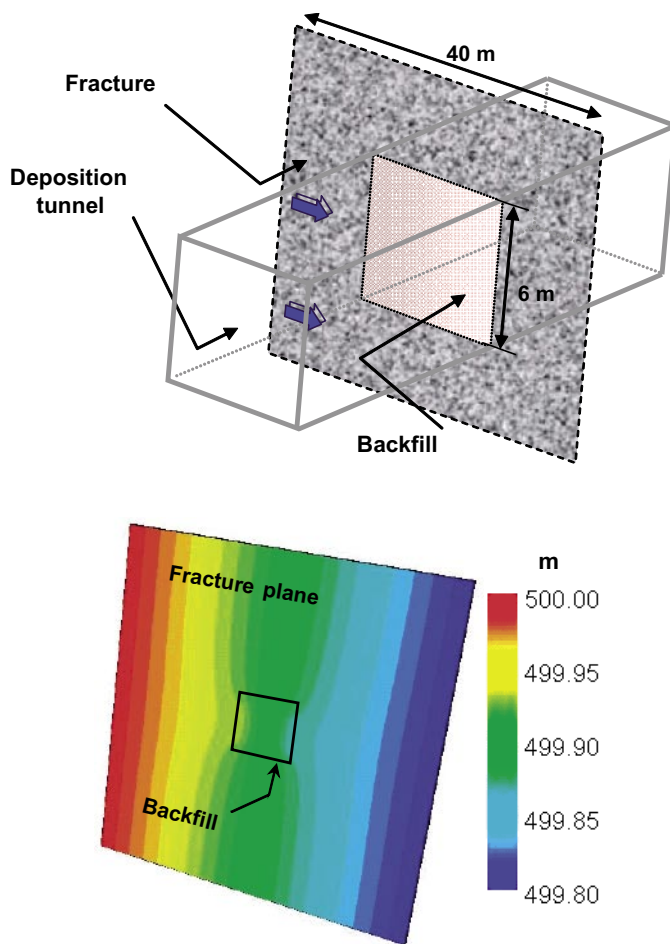 40 m
Fracture
Deposition
tunnel
6 m
Backfill
m
Fracture plane
500.00
499.95
499.90
499.85
499.80
Backfill